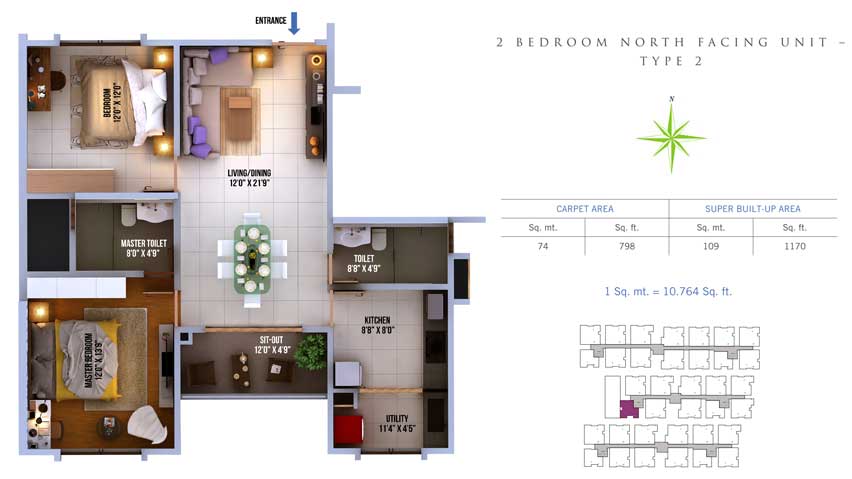 ENTRANCE
2 BEDROOM NORTH FACING UNIT –
TYPE 2
N
BEDROOM
12'0" X 12'0"
LIVING/DINING
12'0" X 21'9"
MASTER TOILET
8'0" X 4'9"
TOILET
8'8" X 4'9"
KITCHEN
8'8" X 8'0"
SIT-OUT
12'0" X 4'9"
MASTER BEDROOM
12'0" X 13'9"
UTILITY
11'4" X 4'5"
CARPET AREA SUPER BUILT-UP AREA
Sq. mt. Sq. ft. Sq. mt. Sq. ft.
74 798 109 1170
1 Sq. mt. = 10.764 Sq. ft.